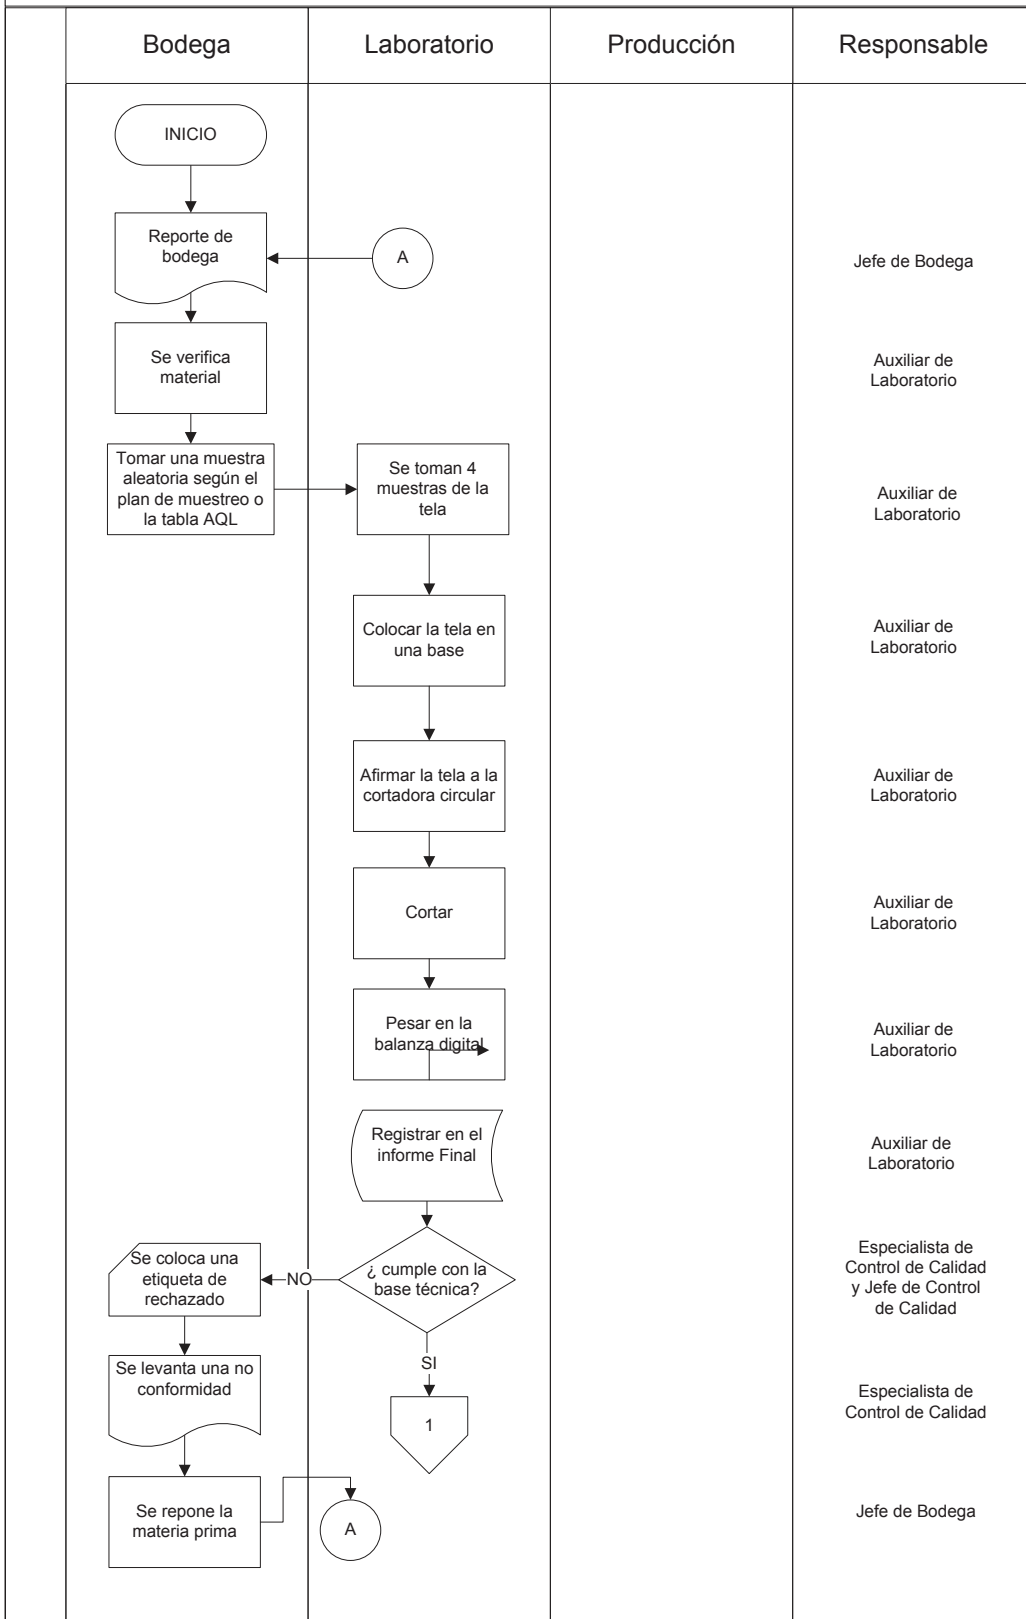 Bodega
Laboratorio
Producción
Responsable
INICIO
Reporte de
bodega
A
Jefe de Bodega
Se verifica
material
Auxiliar de
Laboratorio
Tomar una muestra
aleatoria según el
plan de muestreo o
la tabla AQL
Se toman 4
muestras de la
tela
Auxiliar de
Laboratorio
Colocar la tela en
una base
Auxiliar de
Laboratorio
Afirmar la tela a la
cortadora circular
Auxiliar de
Laboratorio
Cortar
Auxiliar de
Laboratorio
Pesar en la
balanza digital
Auxiliar de
Laboratorio
Registrar en el
informe Final
Auxiliar de
Laboratorio
Se coloca una
etiqueta de
rechazado
NO
¿ cumple con la
base técnica?
Especialista de
Control de Calidad
y Jefe de Control
de Calidad
SI
Se levanta una no
conformidad
1
Especialista de
Control de Calidad
Se repone la
materia prima
A
Jefe de Bodega